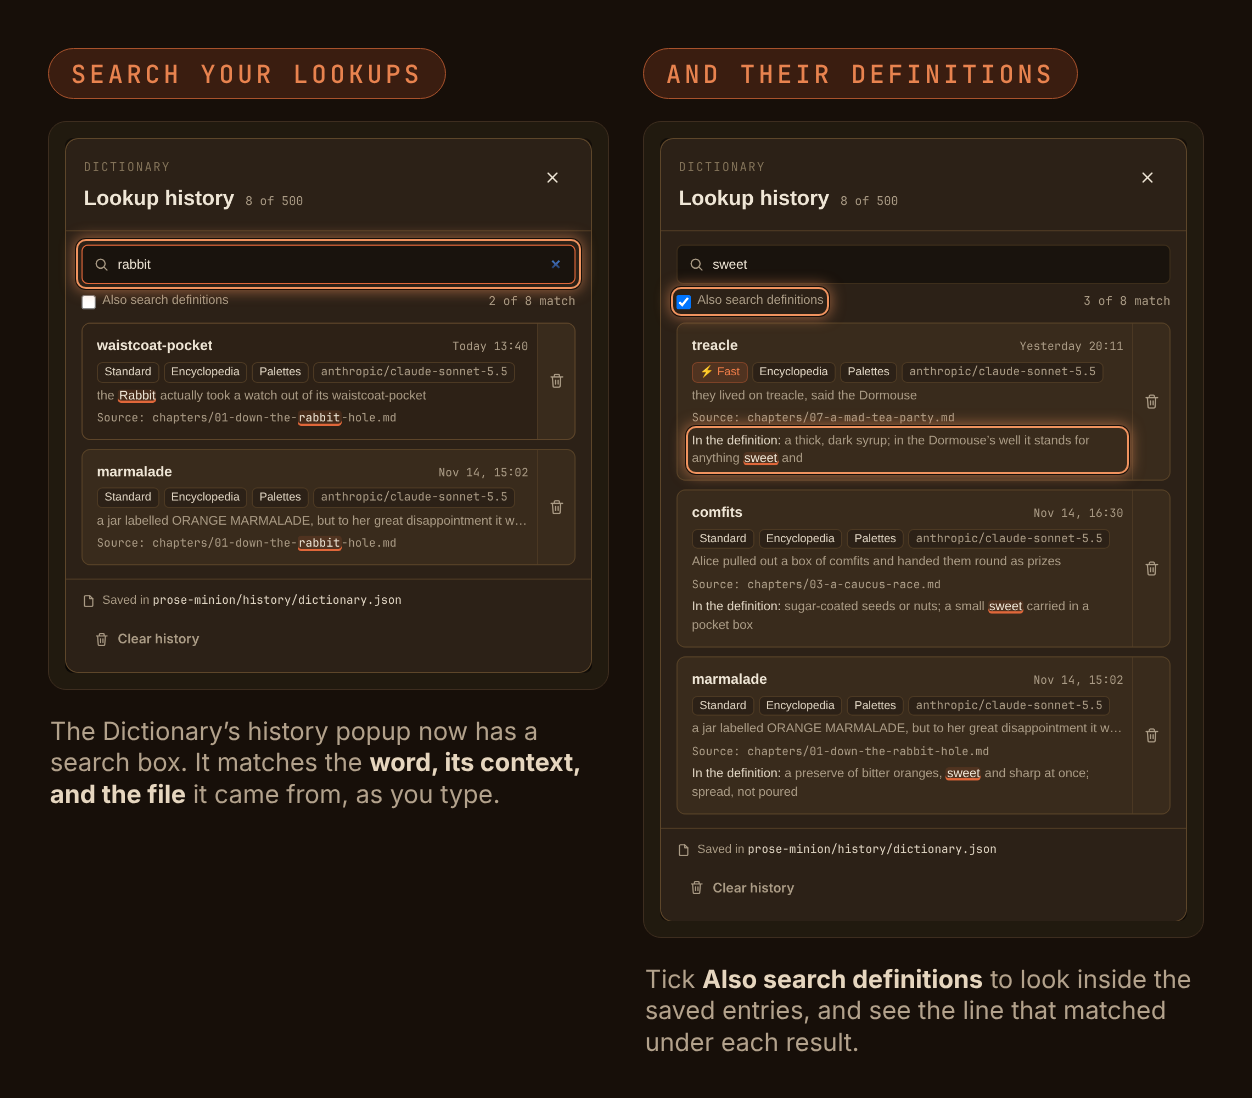 SEARCH YOUR LOOKUPS
DICTIONARY
Lookup history 8 of 500
rabbit
Also search definitions 2 of 8 match
waistcoat-pocket Today 13:40
Standard Encyclopedia Palettes anthropic/claude-sonnet-5.5
the Rabbit actually took a watch out of its waistcoat-pocket
Source: chapters/01-down-the-rabbit-hole.md
marmalade Nov 14, 15:02
Standard Encyclopedia Palettes anthropic/claude-sonnet-5.5
a jar labelled ORANGE MARMALADE, but to her great disappointment it w…
Source: chapters/01-down-the-rabbit-hole.md
Saved in prose-minion/history/dictionary.json
Clear history
The Dictionary’s history popup now has a
search box. It matches the word, its context,
and the file it came from, as you type.
AND THEIR DEFINITIONS
DICTIONARY
Lookup history 8 of 500
sweet
Also search definitions 3 of 8 match
treacle Yesterday 20:11
⚡ Fast Encyclopedia Palettes anthropic/claude-sonnet-5.5
they lived on treacle, said the Dormouse
Source: chapters/07-a-mad-tea-party.md
In the definition: a thick, dark syrup; in the Dormouse’s well it stands for
anything sweet and
comfits Nov 14, 16:30
Standard Encyclopedia Palettes anthropic/claude-sonnet-5.5
Alice pulled out a box of comfits and handed them round as prizes
Source: chapters/03-a-caucus-race.md
In the definition: sugar-coated seeds or nuts; a small sweet carried in a
pocket box
marmalade Nov 14, 15:02
Standard Encyclopedia Palettes anthropic/claude-sonnet-5.5
a jar labelled ORANGE MARMALADE, but to her great disappointment it w…
Source: chapters/01-down-the-rabbit-hole.md
In the definition: a preserve of bitter oranges, sweet and sharp at once;
spread, not poured
Saved in prose-minion/history/dictionary.json
Clear history
Tick Also search definitions to look inside the
saved entries, and see the line that matched
under each result.